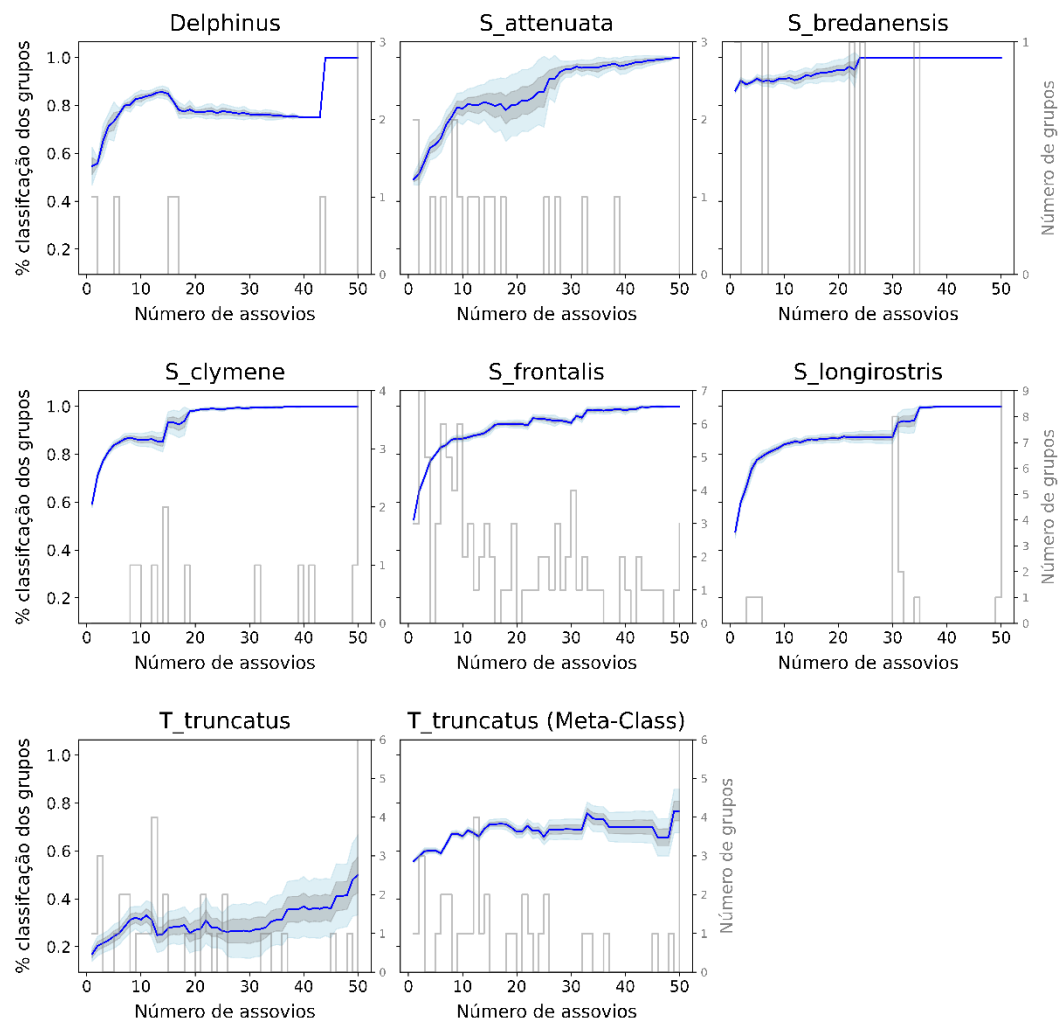 Delphinus
% classifcação dos grupos
1.0
0.8
0.6
0.4
0.2
3
2
1
0
0 10 20 30 40 50
Número de assovios
S_attenuata
3
2
1
0
0 10 20 30 40 50
Número de assovios
S_bredanensis
1
0
Número de grupos
0 10 20 30 40 50
Número de assovios
S_clymene
% classifcação dos grupos
1.0
0.8
0.6
0.4
0.2
4
3
2
1
0
0 10 20 30 40 50
Número de assovios
S_frontalis
7
6
5
4
3
2
1
0
0 10 20 30 40 50
Número de assovios
S_longirostris
9
8
7
6
5
4
3
2
1
0
Número de grupos
0 10 20 30 40 50
Número de assovios
T_truncatus
% classifcação dos grupos
1.0
0.8
0.6
0.4
0.2
6
5
4
3
2
1
0
0 10 20 30 40 50
Número de assovios
T_truncatus (Meta-Class)
6
5
4
3
2
1
0
Número de grupos
0 10 20 30 40 50
Número de assovios